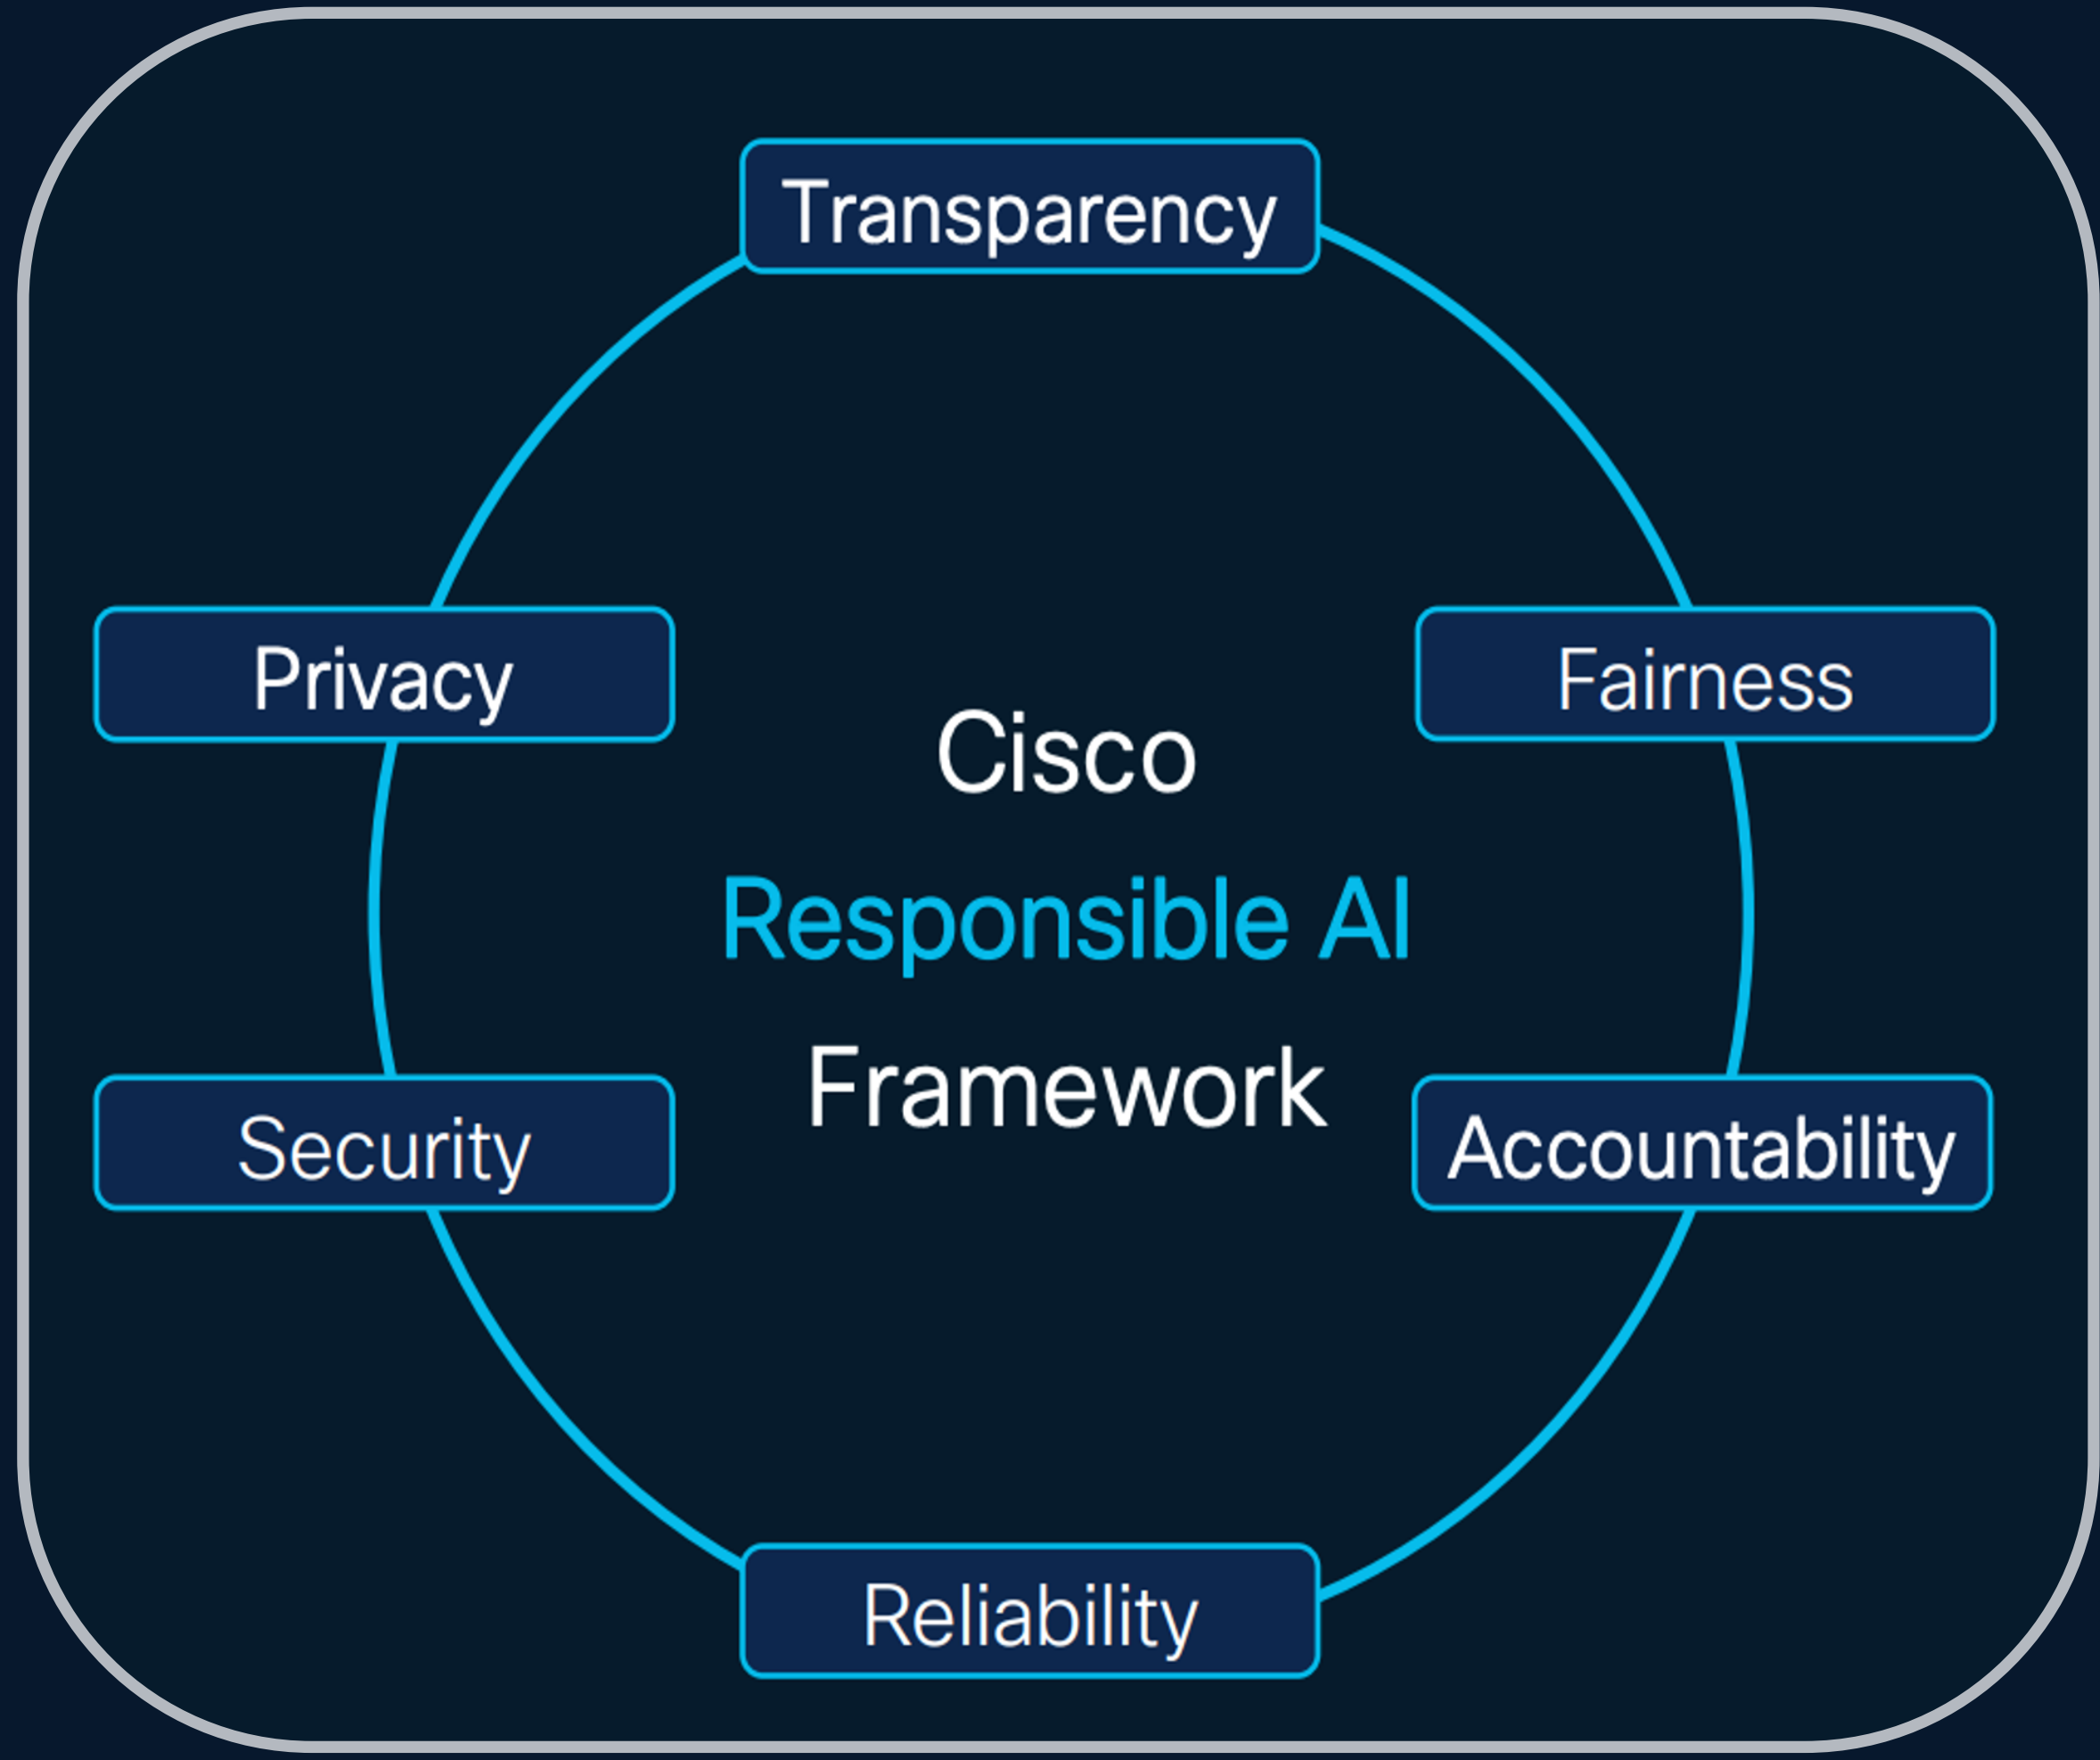 Transparency
Privacy
Fairness
Cisco
Responsible AI
Framework
Security
Accountability
Reliability